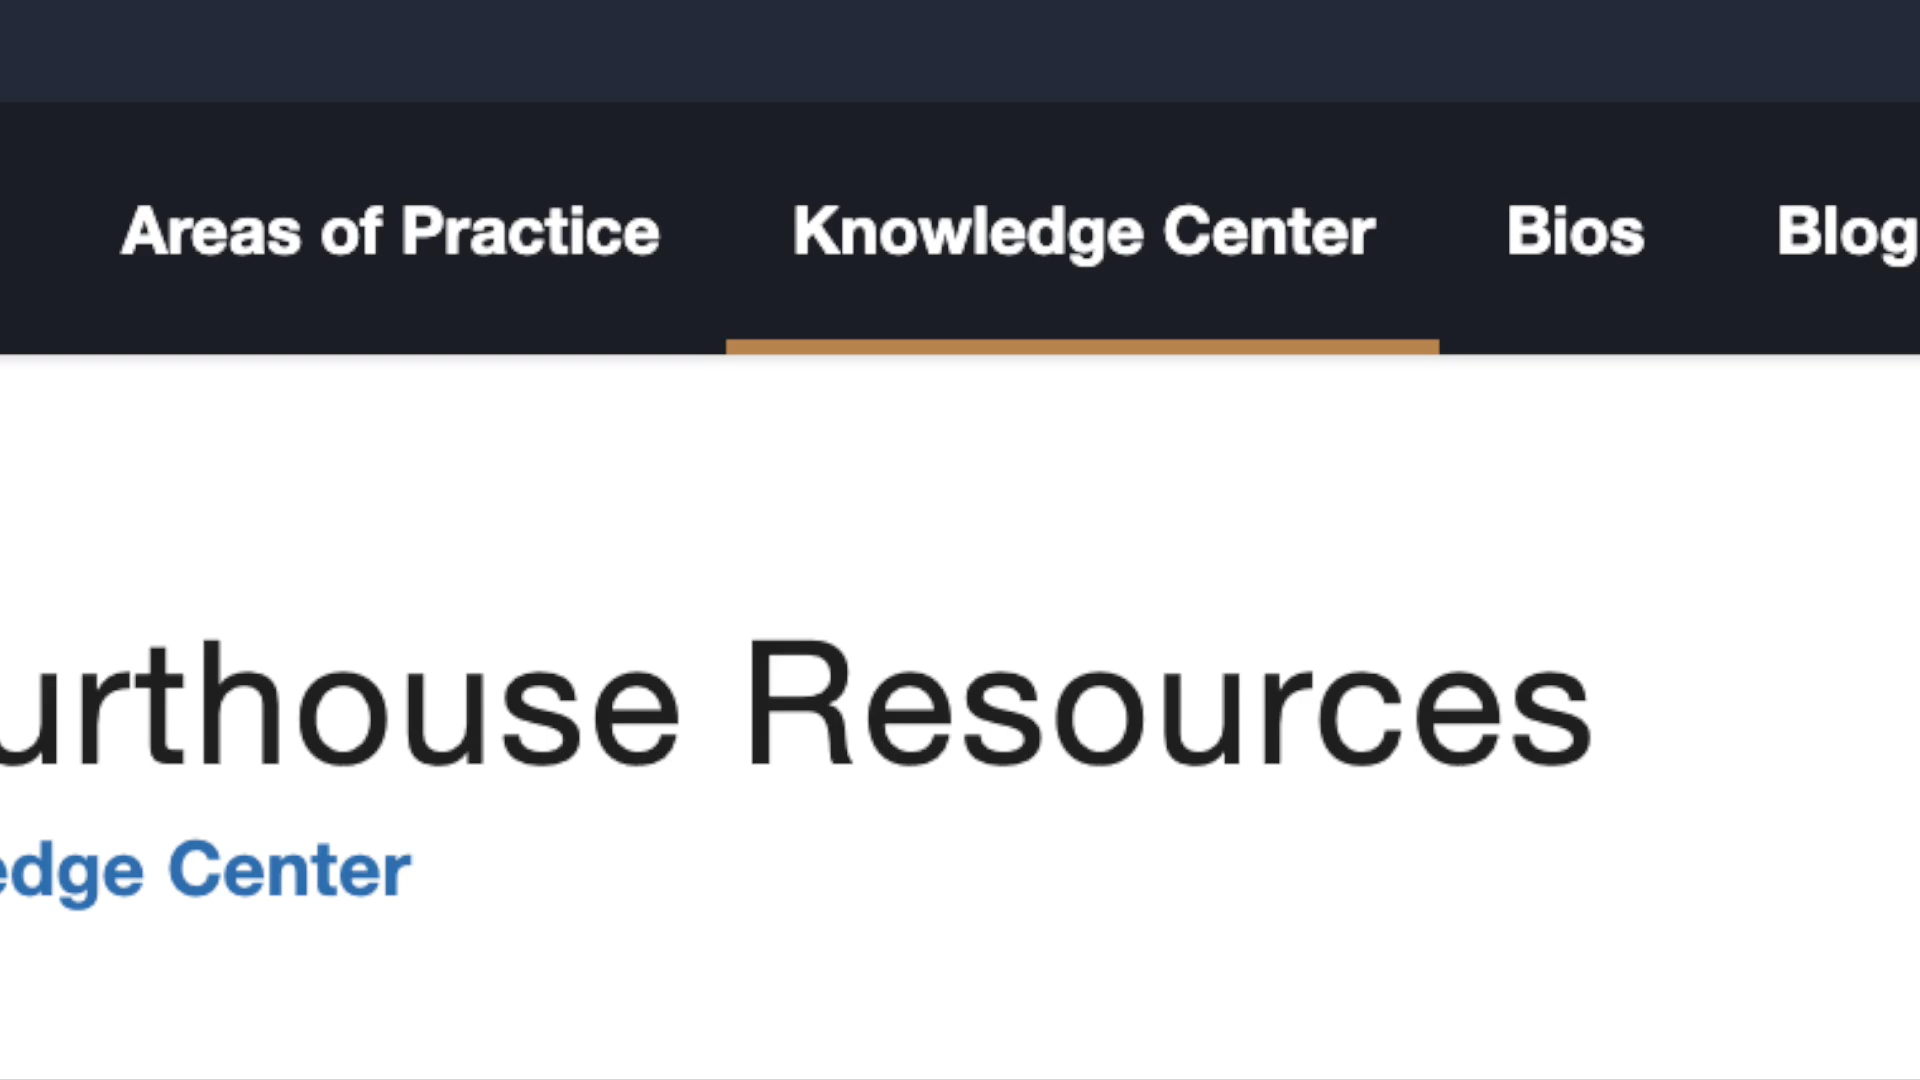 Areas of Practice Knowledge Center Bios Blog
urthouse Resources
edge Center